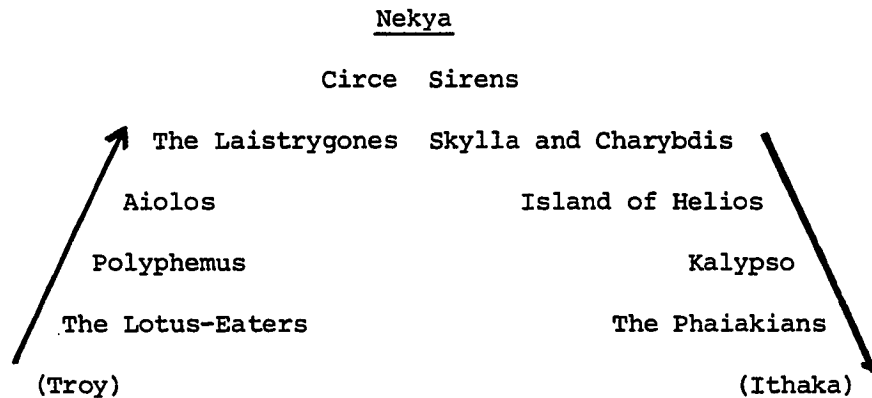 Nekya
Circe Sirens
The Laistrygones Skylla and Charybdis
Aiolos Island of Helios
Polyphemus Kalypso
The Lotus-Eaters The Phaiakians
(Troy) (Ithaka)